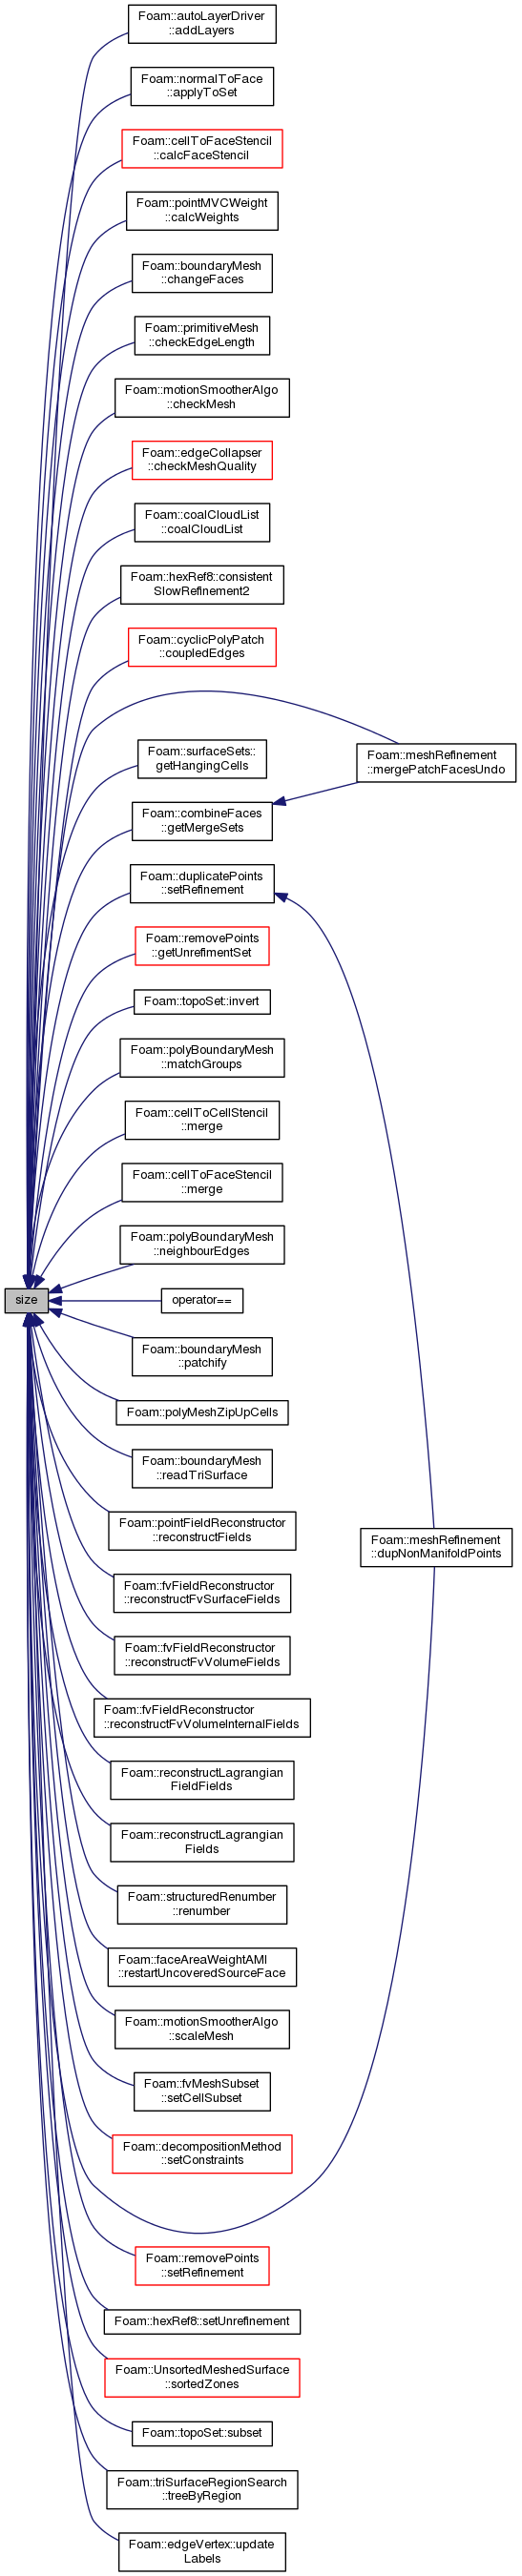 Foam::autoLayerDriver
::addLayers
Foam::normalToFace
::applyToSet
Foam::cellToFaceStencil
::calcFaceStencil
Foam::pointMVCWeight
::calcWeights
Foam::boundaryMesh
::changeFaces
Foam::primitiveMesh
::checkEdgeLength
Foam::motionSmootherAlgo
::checkMesh
Foam::edgeCollapser
::checkMeshQuality
Foam::coalCloudList
::coalCloudList
Foam::hexRef8::consistent
SlowRefinement2
Foam::cyclicPolyPatch
::coupledEdges
Foam::surfaceSets::
getHangingCells
Foam::meshRefinement
::mergePatchFacesUndo
Foam::combineFaces
::getMergeSets
Foam::duplicatePoints
::setRefinement
Foam::removePoints
::getUnrefimentSet
Foam::topoSet::invert
Foam::polyBoundaryMesh
::matchGroups
Foam::cellToCellStencil
::merge
Foam::cellToFaceStencil
::merge
Foam::polyBoundaryMesh
::neighbourEdges
size
operator==
Foam::boundaryMesh
::patchify
Foam::polyMeshZipUpCells
Foam::boundaryMesh
::readTriSurface
Foam::pointFieldReconstructor
::reconstructFields
Foam::meshRefinement
::dupNonManifoldPoints
Foam::fvFieldReconstructor
::reconstructFvSurfaceFields
Foam::fvFieldReconstructor
::reconstructFvVolumeFields
Foam::fvFieldReconstructor
::reconstructFvVolumeInternalFields
Foam::reconstructLagrangian
FieldFields
Foam::reconstructLagrangian
Fields
Foam::structuredRenumber
::renumber
Foam::faceAreaWeightAMI
::restartUncoveredSourceFace
Foam::motionSmootherAlgo
::scaleMesh
Foam::fvMeshSubset
::setCellSubset
Foam::decompositionMethod
::setConstraints
Foam::removePoints
::setRefinement
Foam::hexRef8::setUnrefinement
Foam::UnsortedMeshedSurface
::sortedZones
Foam::topoSet::subset
Foam::triSurfaceRegionSearch
::treeByRegion
Foam::edgeVertex::update
Labels